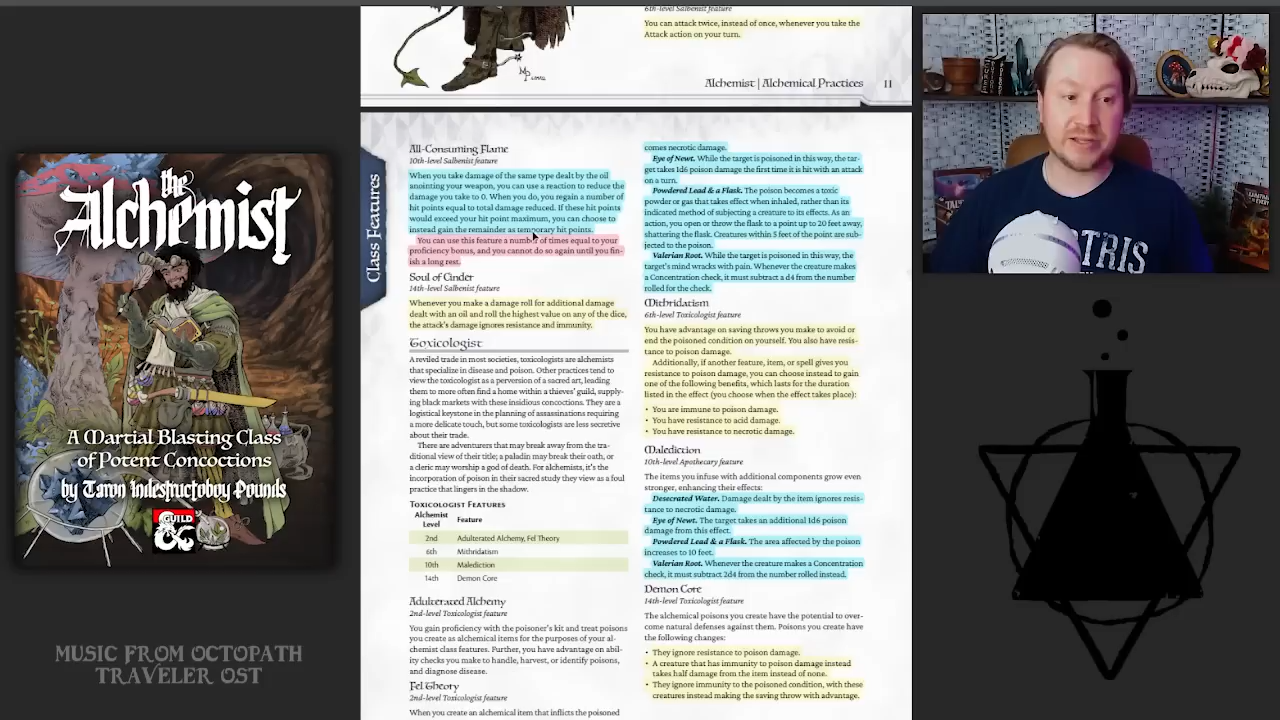 6th-level Salbenist feature
You can attack twice, instead of once, whenever you take the
Attack action on your turn.
Alchemist | Alchemical Practices 11
Class Features
All-Consuming Flame
10th-level Salbenist feature
When you take damage of the same type dealt by the oil
anointing your weapon, you can use a reaction to reduce the
damage you take to 0. When you do, you regain a number of
hit points equal to total damage reduced. If these hit points
would exceed your hit point maximum, you can choose to
instead gain the remainder as temporary hit points.
You can use this feature a number of times equal to your
proficiency bonus, and you cannot do so again until you fin-
ish a long rest.
Soul of Cinder
14th-level Salbenist feature
Whenever you make a damage roll for additional damage
dealt with an oil and roll the highest value on any of the dice,
the attack's damage ignores resistance and immunity.
Toxicologist
A reviled trade in most societies, toxicologists are alchemists
that specialize in disease and poison. Other practices tend to
view the toxicologist as a perversion of a sacred art, leading
them to more often find a home within a thieves' guild, supply-
ing black markets with these insidious concoctions. They are a
logistical keystone in the planning of assassinations requiring
a more delicate touch, but some toxicologists are less secretive
about their trade.
There are adventurers that may break away from the tra-
ditional view of their title; a paladin may break their oath, or
a cleric may worship a god of death. For alchemists, it's the
incorporation of poison in their sacred study they view as a foul
practice that lingers in the shadow.
Toxicologist Features
Alchemist
Level Feature
2nd Adulterated Alchemy, Fel Theory
6th Mithridatism
10th Malediction
14th Demon Core
Adulterated Alchemy
2nd-level Toxicologist feature
You gain proficiency with the poisoner's kit and treat poisons
you create as alchemical items for the purposes of your al-
chemist class features. Further, you have advantage on abil-
ity checks you make to handle, harvest, or identify poisons,
and diagnose disease.
Fel Theory
2nd-level Toxicologist feature
When you create an alchemical item that inflicts the poisoned
comes necrotic damage.
Eye of Newt. While the target is poisoned in this way, the tar-
get takes 1d6 poison damage the first time it is hit with an attack
on a turn.
Powdered Lead & a Flask. The poison becomes a toxic
powder or gas that takes effect when inhaled, rather than its
indicated method of subjecting a creature to its effects. As an
action, you open or throw the flask to a point up to 20 feet away,
shattering the flask. Creatures within 5 feet of the point are sub-
jected to the poison.
Valerian Root. While the target is poisoned in this way, the
target's mind wracks with pain. Whenever the creature makes
a Concentration check, it must subtract a d4 from the number
rolled for the check.
Mithridatism
6th-level Toxicologist feature
You have advantage on saving throws you make to avoid or
end the poisoned condition on yourself. You also have resis-
tance to poison damage.
Additionally, if another feature, item, or spell gives you
resistance to poison damage, you can choose instead to gain
one of the following benefits, which lasts for the duration
listed in the effect (you choose when the effect takes place):
• You are immune to poison damage.
• You have resistance to acid damage.
• You have resistance to necrotic damage.
Malediction
10th-level Apothecary feature
The items you infuse with additional components grow even
stronger, enhancing their effects:
Desecrated Water. Damage dealt by the item ignores resis-
tance to necrotic damage.
Eye of Newt. The target takes an additional 1d6 poison
damage from this effect.
Powdered Lead & a Flask. The area affected by the poison
increases to 10 feet.
Valerian Root. Whenever the creature makes a Concentration
check, it must subtract 2d4 from the number rolled instead.
Demon Core
14th-level Toxicologist feature
The alchemical poisons you create have the potential to over-
come natural defenses against them. Poisons you create have
the following changes:
• They ignore resistance to poison damage.
• A creature that has immunity to poison damage instead
takes half damage from the item instead of none.
• They ignore immunity to the poisoned condition, with these
creatures instead making the saving throw with advantage.
the
Alchemist
A Martial Blasting Class
of Potent Concoctions
by Taron Indestructoboy Pounds
GUILD
MUSIC FROM OCTOPATH
TRAVELER OST